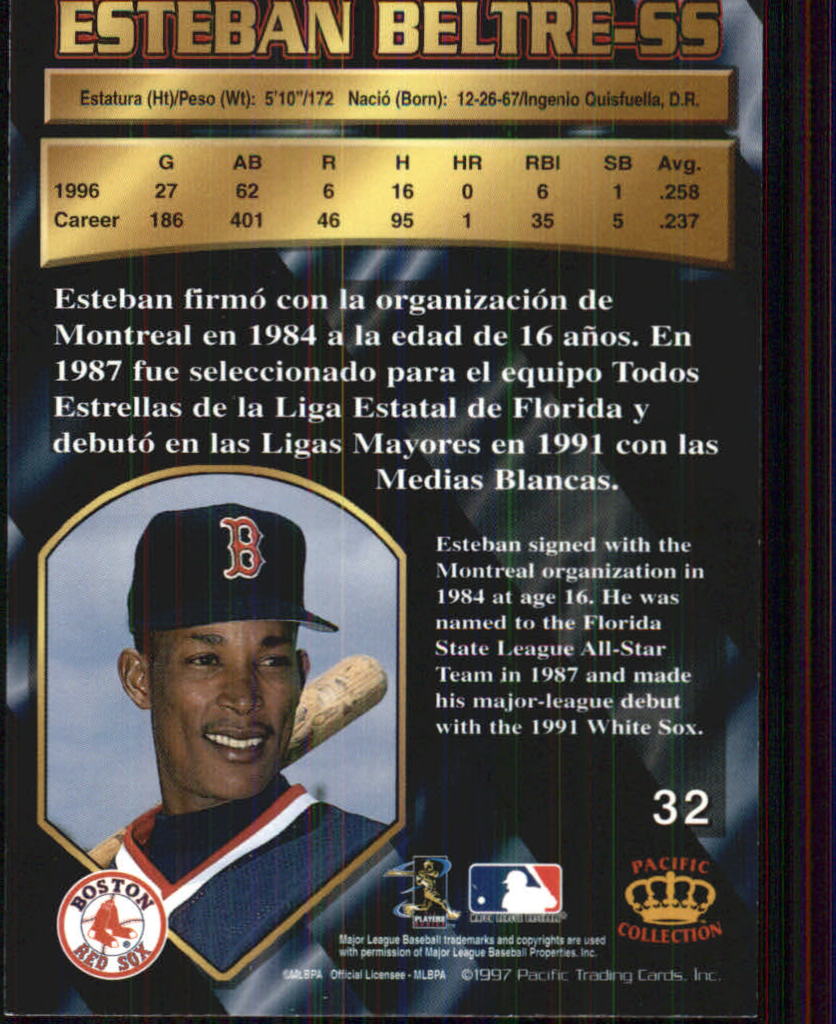 ESTEBAN BELTRE-SS
Estatura (Ht)/Peso (Wt): 5'10"/172 Nació (Born): 12-26-67/Ingenio Quisfuella, D.R.
G AB R H HR RBI SB Avg.
1996 27 62 6 16 0 6 1 .258
Career 186 401 46 95 1 35 5 .237
Esteban firmó con la organización de
Montreal en 1984 a la edad de 16 años. En
1987 fue seleccionado para el equipo Todos
Estrellas de la Liga Estatal de Florida y
debutó en las Ligas Mayores en 1991 con las
Medias Blancas.
B
Esteban signed with the
Montreal organization in
1984 at age 16. He was
named to the Florida
State League All-Star
Team in 1987 and made
his major-league debut
with the 1991 White Sox.
32
BOSTON
RED SOX
PLAYERS
MAJOR LEAGUE BASEBALL
PACIFIC
COLLECTION
Major League Baseball trademarks and copyrights are used
with permission of Major League Baseball Properties, Inc.
©MLBPA Official Licensee - MLBPA ©1997 Pacific Trading Cards, Inc.